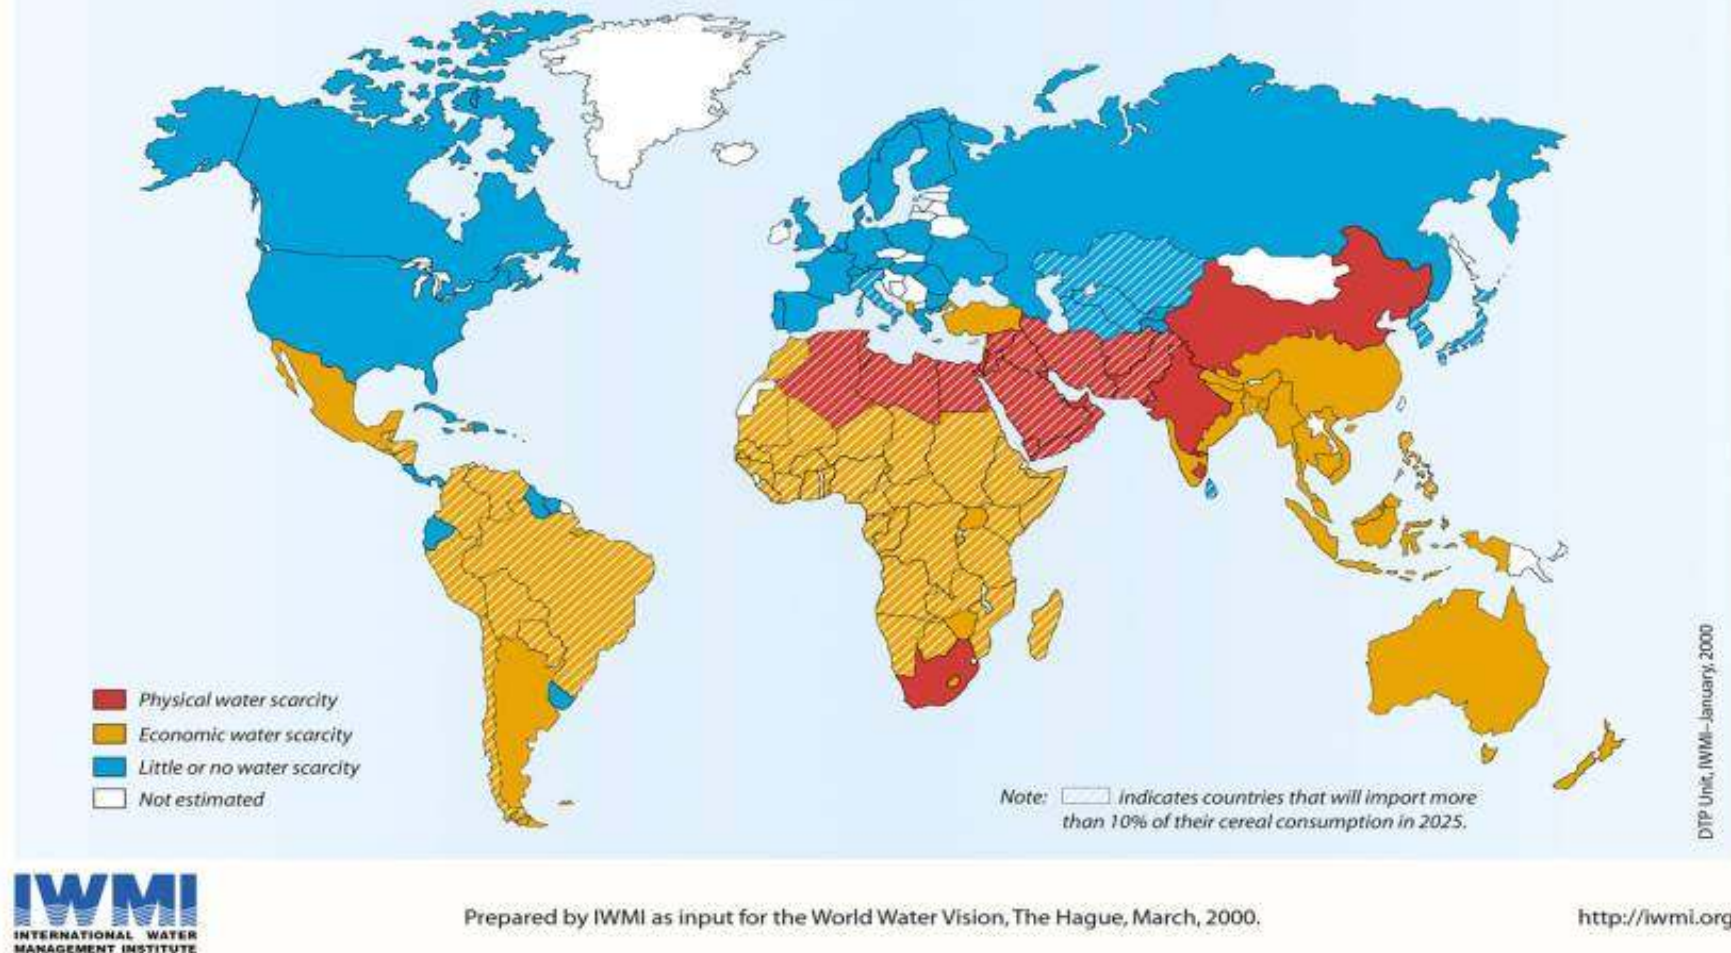 Physical water scarcity
Economic water scarcity
Little or no water scarcity
Not estimated
Note: indicates countries that will import more
than 10% of their cereal consumption in 2025.
DTP Unit, IWMI–January, 2000
IWMI
INTERNATIONAL WATER
MANAGEMENT INSTITUTE
Prepared by IWMI as input for the World Water Vision, The Hague, March, 2000.
http://iwmi.org